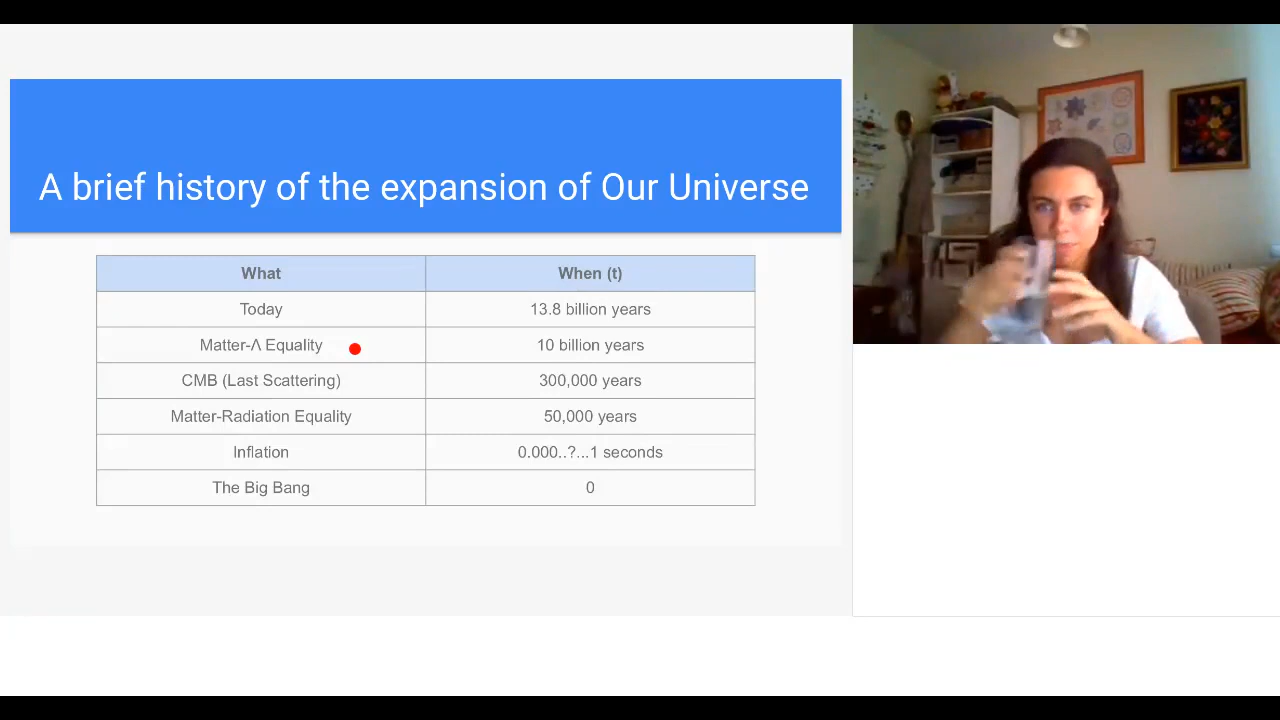 A brief history of the expansion of Our Universe
What When (t)
Today 13.8 billion years
Matter-Λ Equality 10 billion years
CMB (Last Scattering) 300,000 years
Matter-Radiation Equality 50,000 years
Inflation 0.000..?...1 seconds
The Big Bang 0